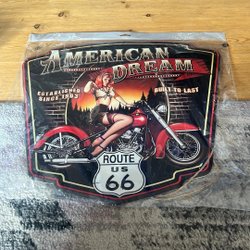 AMERICAN
DREAM
ESTABLISHED
SINCE 1903
BUILT TO LAST
ROUTE
US
66